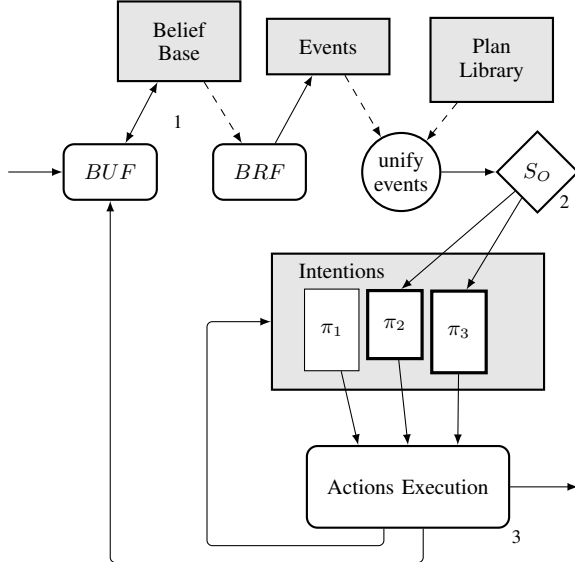 Belief
Base
Events
Plan
Library
1
BUF
BRF
unify
events
S_O
2
Intentions
π1
π2
π3
Actions Execution
3